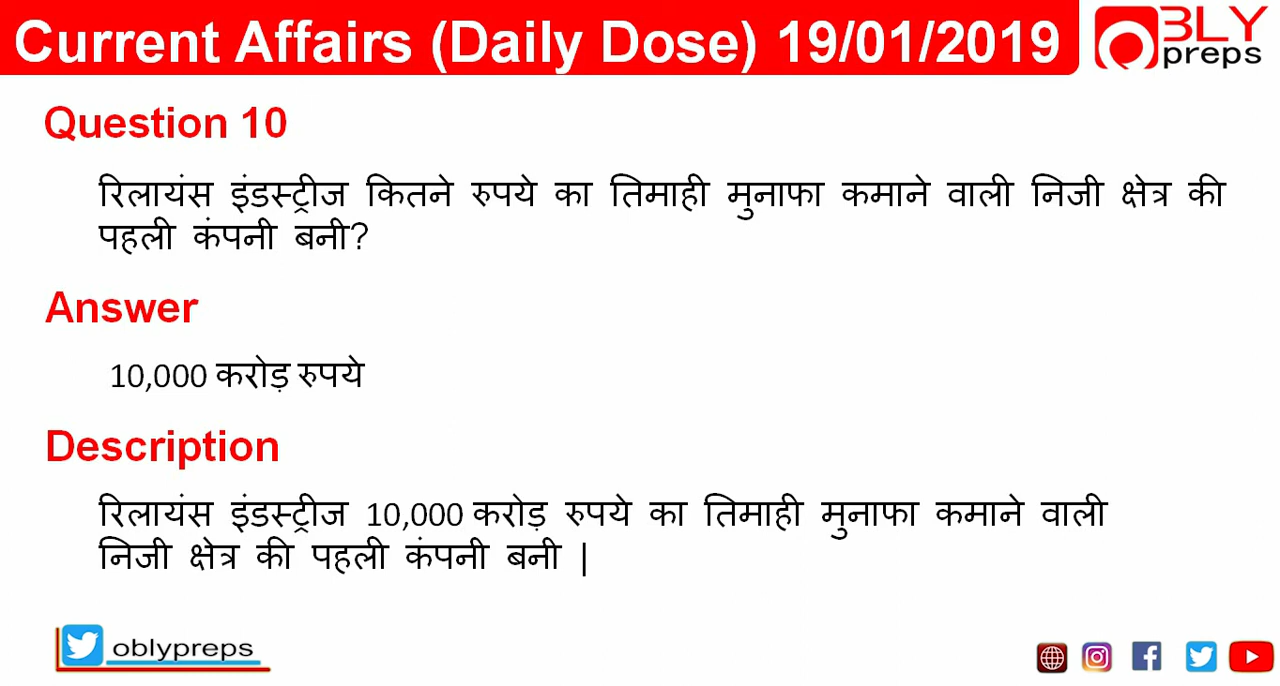 Current Affairs (Daily Dose) 19/01/2019
OBLY
preps
Question 10
रिलायंस इंडस्ट्रीज कितने रुपये का तिमाही मुनाफा कमाने वाली निजी क्षेत्र की
पहली कंपनी बनी?
Answer
10,000 करोड़ रुपये
Description
रिलायंस इंडस्ट्रीज 10,000 करोड़ रुपये का तिमाही मुनाफा कमाने वाली
निजी क्षेत्र की पहली कंपनी बनी |
oblypreps